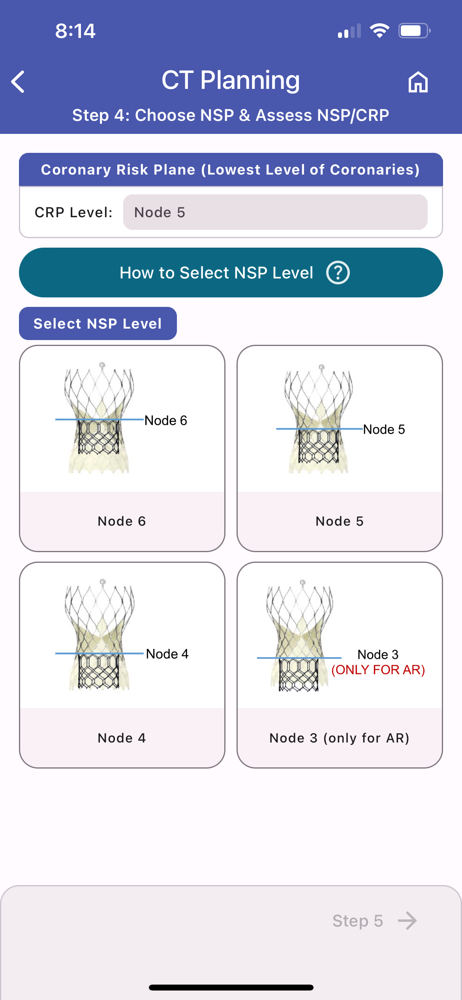 8:14
CT Planning
Step 4: Choose NSP & Assess NSP/CRP
Coronary Risk Plane (Lowest Level of Coronaries)
CRP Level: Node 5
How to Select NSP Level ?
Select NSP Level
Node 6
Node 5
Node 6
Node 5
Node 4
Node 3
(ONLY FOR AR)
Node 4
Node 3 (only for AR)
Step 5